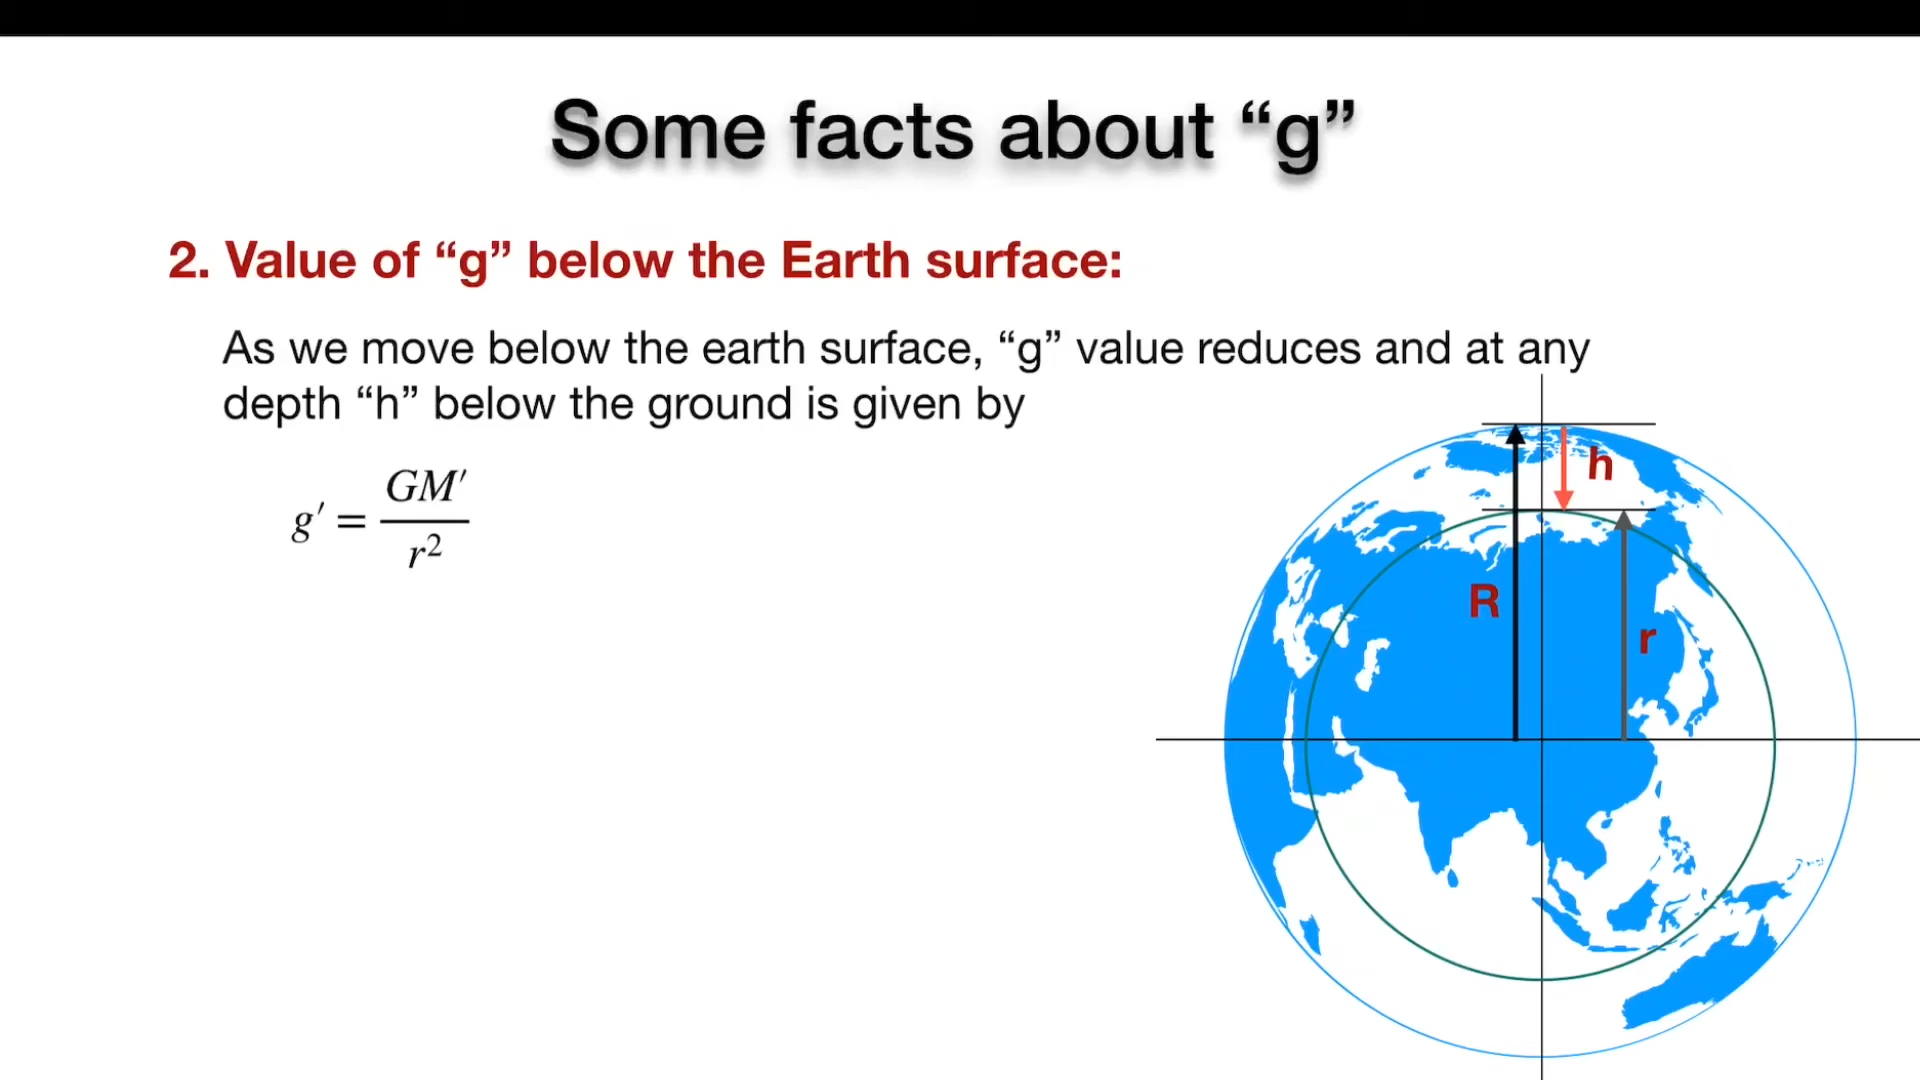 Some facts about “g”
2. Value of “g” below the Earth surface:
As we move below the earth surface, “g” value reduces and at any
depth “h” below the ground is given by
g′ = GM′ / r²
h
R
r